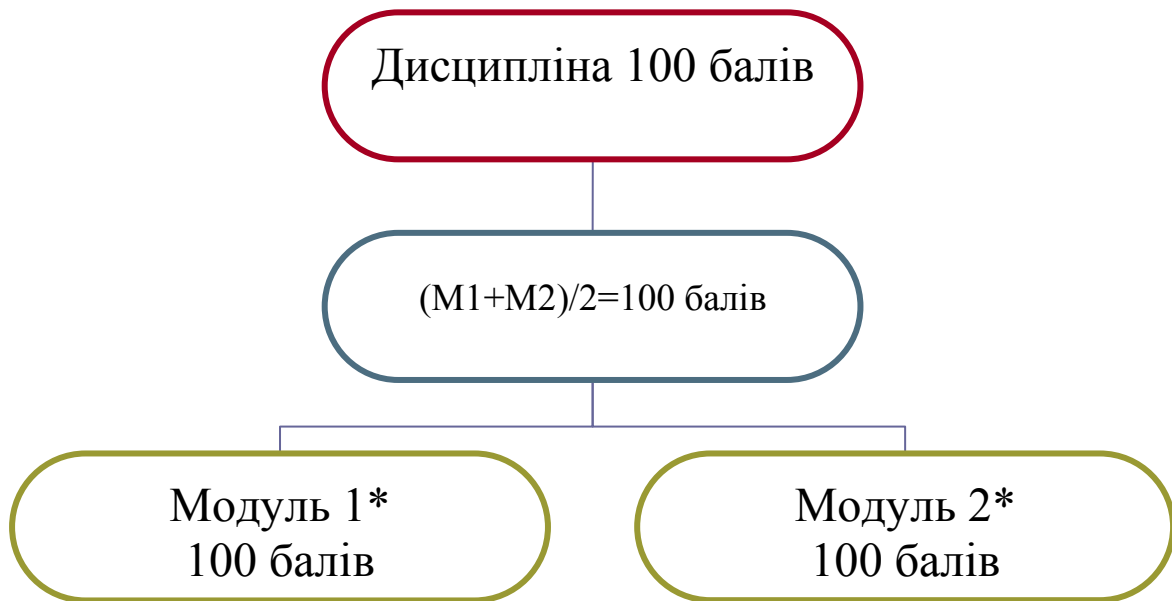 Дисципліна 100 балів
(М1+М2)/2=100 балів
Модуль 1*
100 балів
Модуль 2*
100 балів